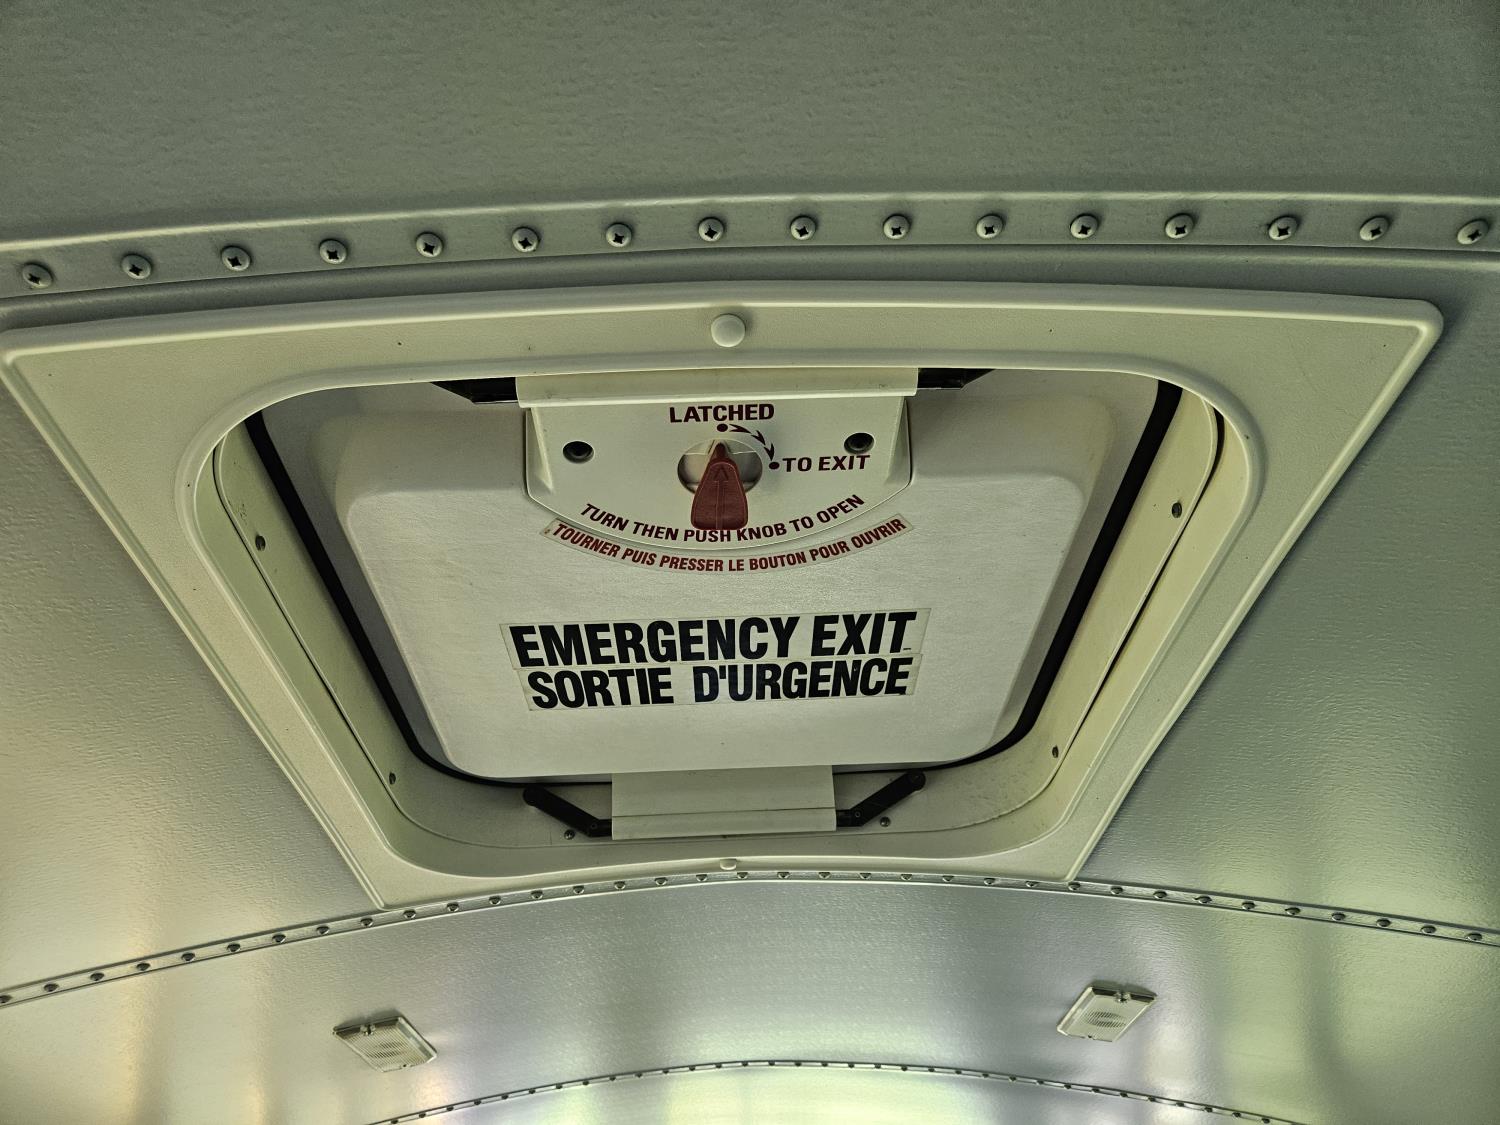 LATCHED
TO EXIT
TURN THEN PUSH KNOB TO OPEN
TOURNER PUIS PRESSER LE BOUTON POUR OUVRIR
EMERGENCY EXIT
SORTIE D'URGENCE